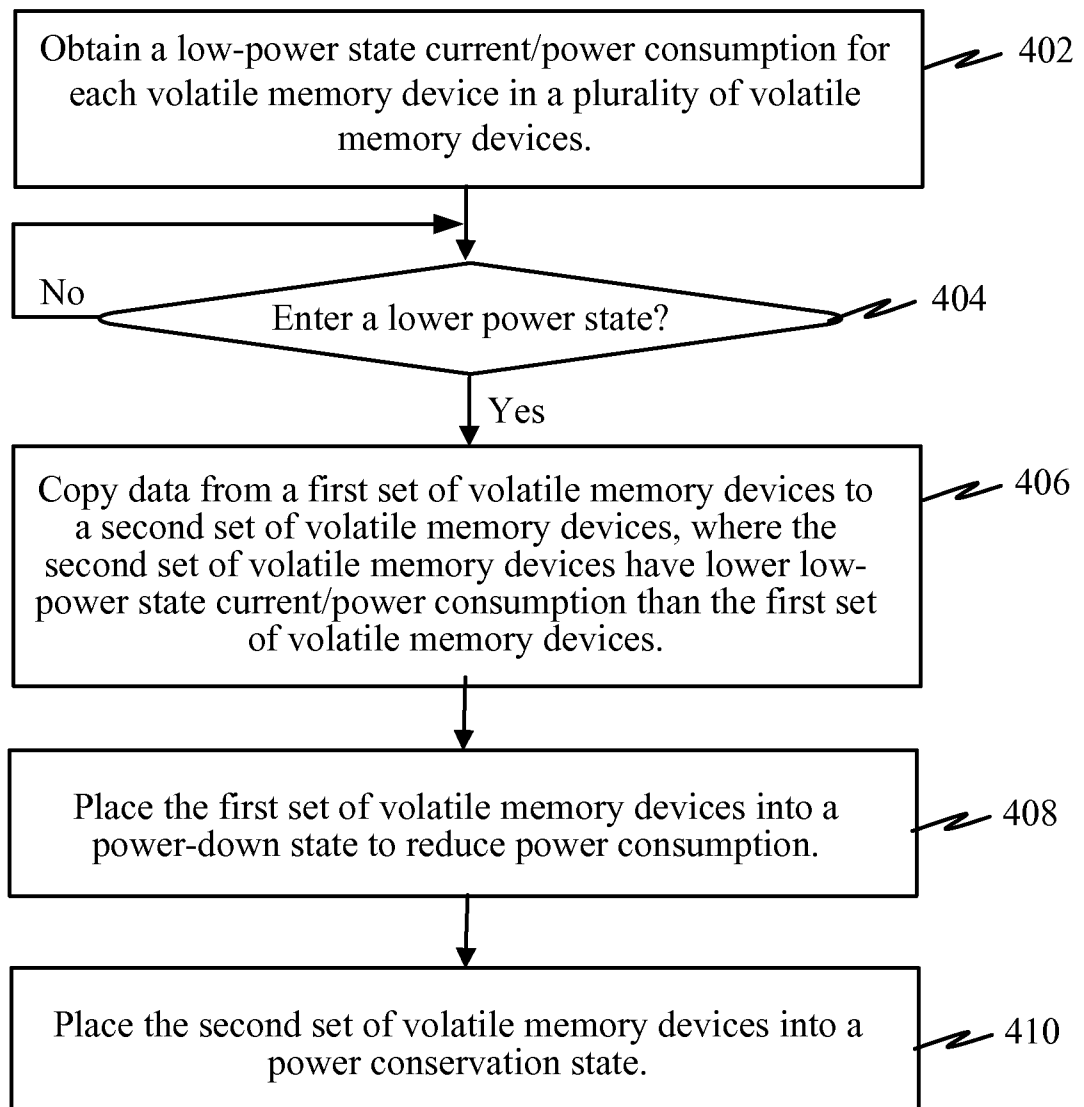 Obtain a low-power state current/power consumption for
each volatile memory device in a plurality of volatile
memory devices.
402
No
Enter a lower power state?
404
Yes
Copy data from a first set of volatile memory devices to
a second set of volatile memory devices, where the
second set of volatile memory devices have lower low-
power state current/power consumption than the first set
of volatile memory devices.
406
Place the first set of volatile memory devices into a
power-down state to reduce power consumption.
408
Place the second set of volatile memory devices into a
power conservation state.
410